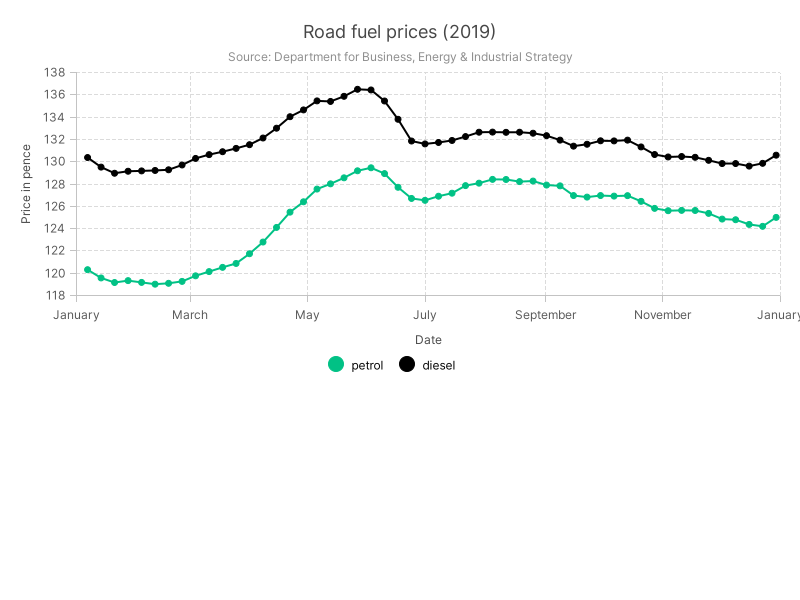 Road fuel prices (2019)
Source: Department for Business, Energy & Industrial Strategy
138
136
134
132
130
128
126
124
122
120
118
Price in pence
January March May July September November January
Date
petrol diesel